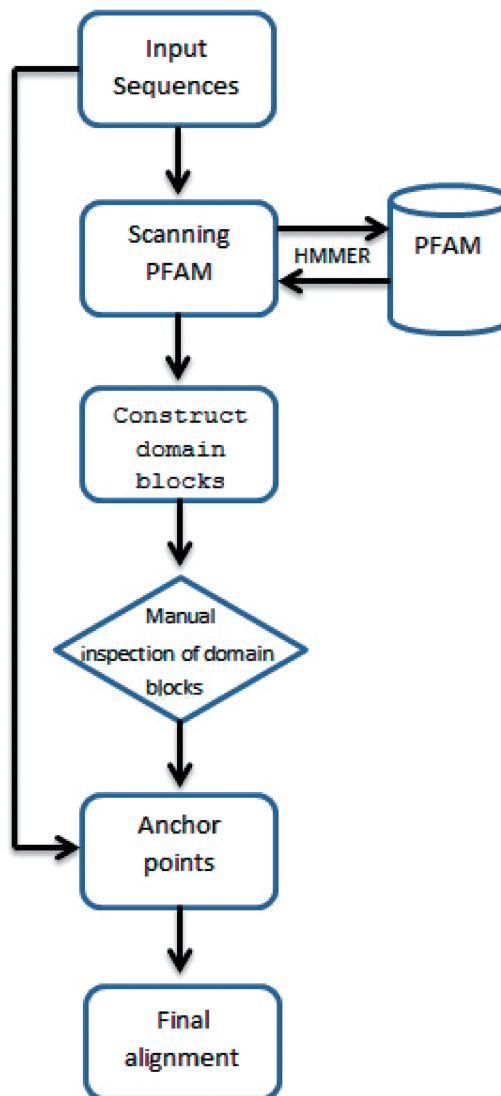 Input
Sequences
Scanning
PFAM
HMMER
PFAM
Construct
domain
blocks
Manual
inspection of domain
blocks
Anchor
points
Final
alignment